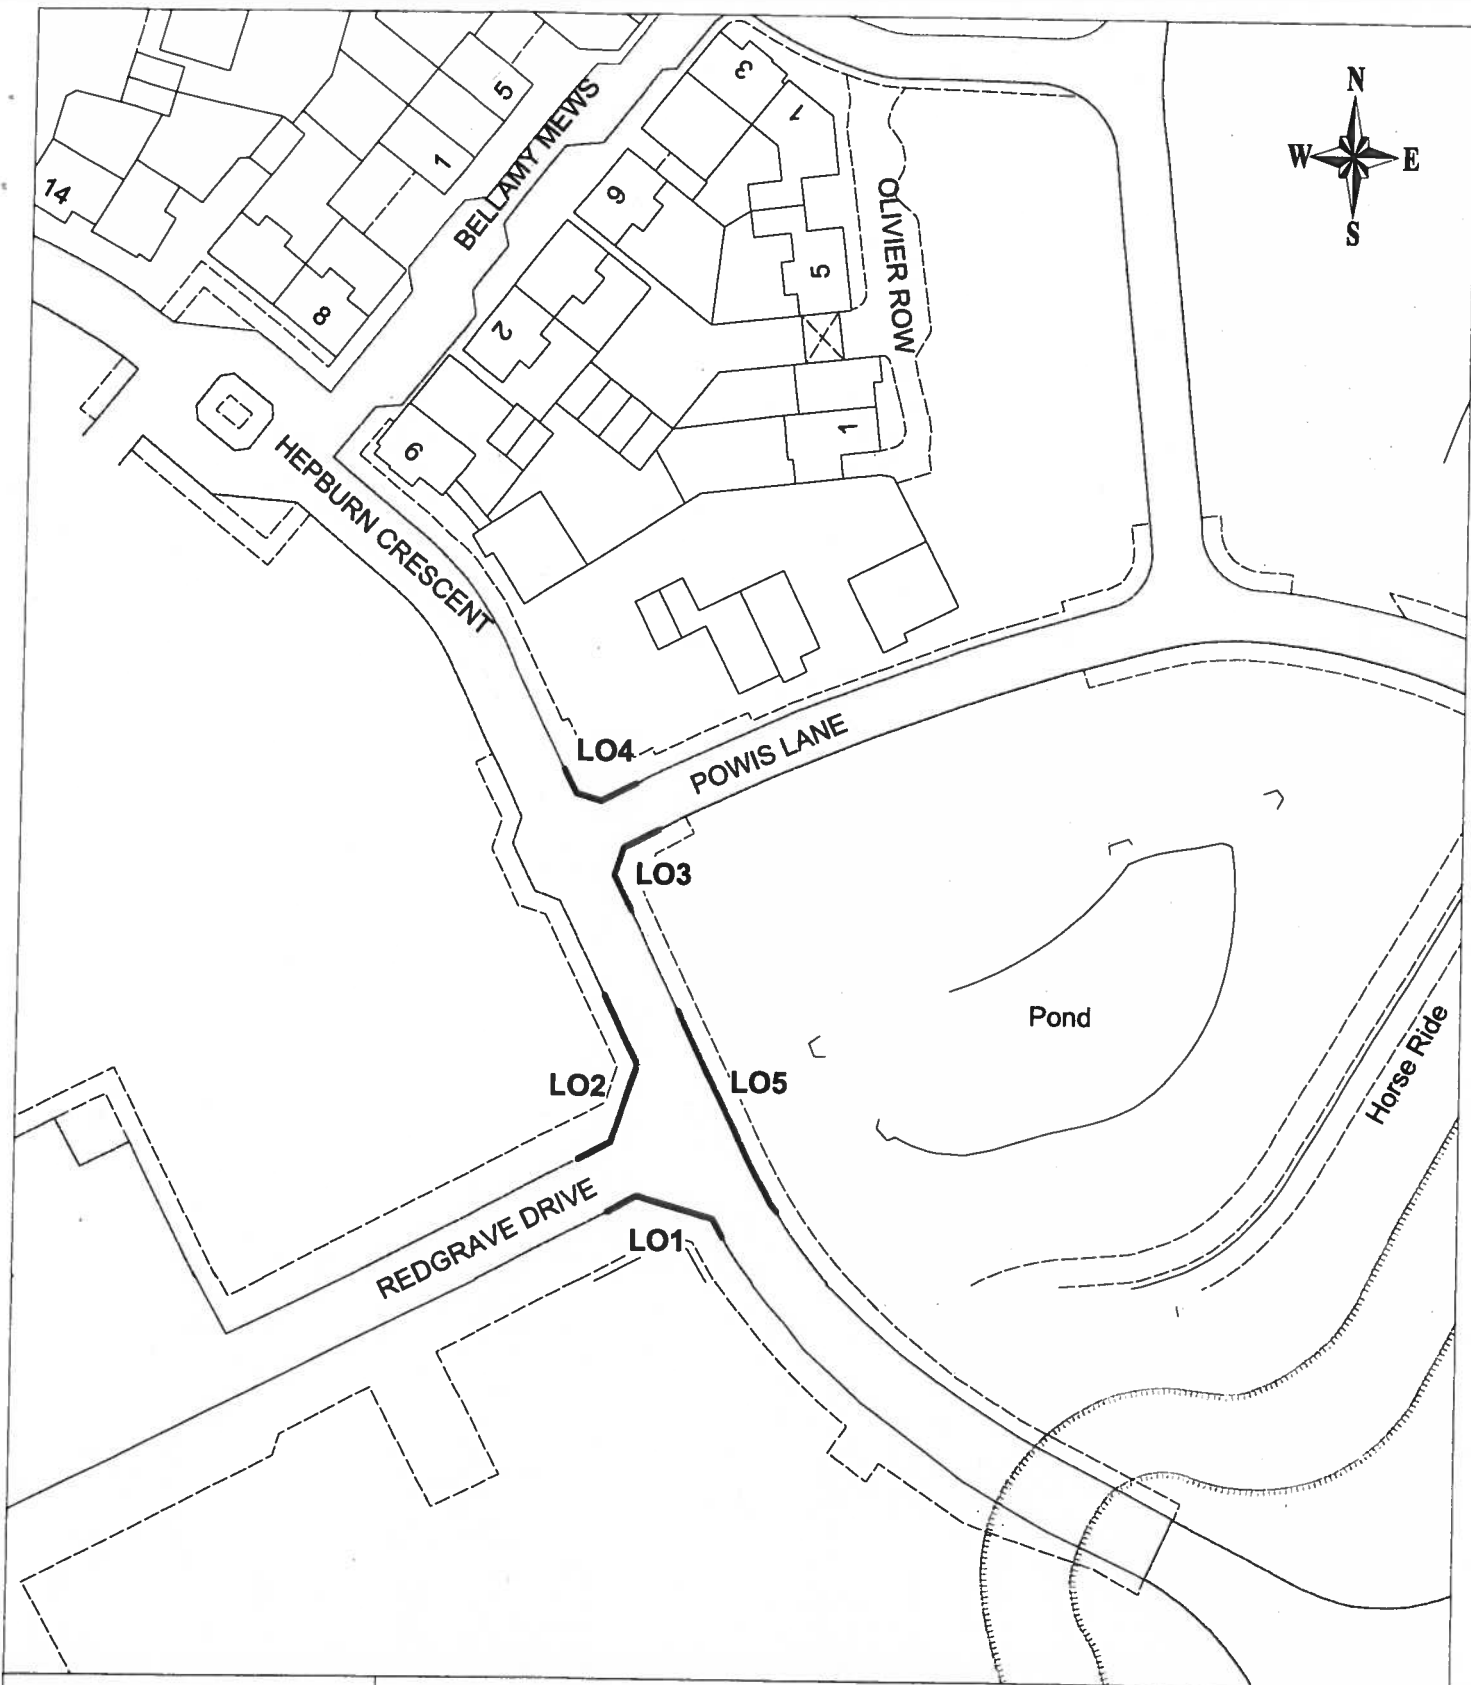 N
W E
S
3
5
1
BELLAMY MEWS
1
14
9
OLIVIER ROW
5
8
2
1
6
HEPBURN CRESCENT
LO4
POWIS LANE
LO3
Pond
Horse Ride
LO2
LO5
REDGRAVE DRIVE
LO1